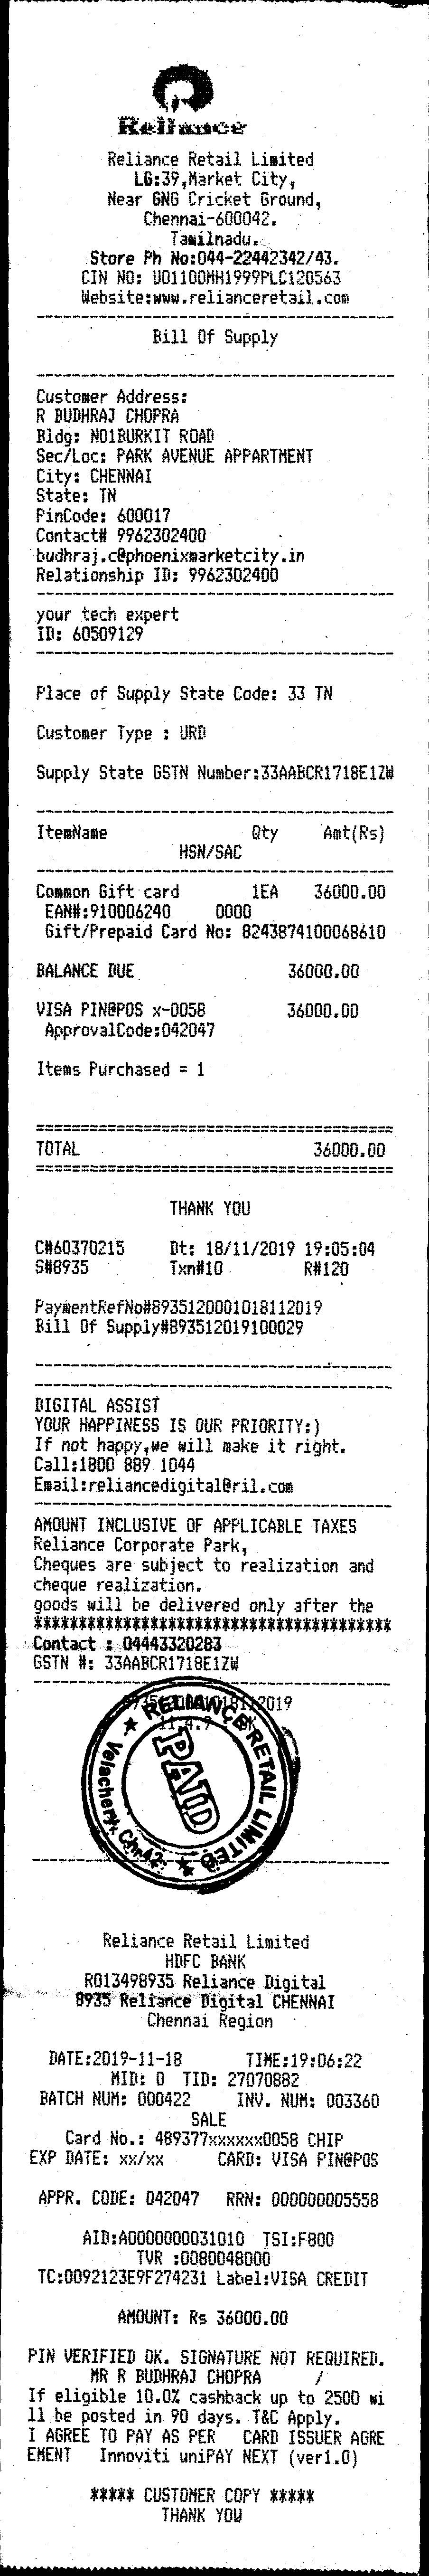 Reliance
Reliance Retail Limited
LG:39,Market City,
Near GNG Cricket Ground,
Chennai-600042.
Tamilnadu.
Store Ph No:044-22442342/43.
CIN NO: U01100MH1999PLC120563
Website:www.relianceretail.com
Bill Of Supply
Customer Address:
R BUDHRAJ CHOPRA
Bldg: NO1BURKIT ROAD
Sec/Loc: PARK AVENUE APPARTMENT
City: CHENNAI
State: TN
PinCode: 600017
Contact# 9962302400
budhraj.c@phoenixmarketcity.in
Relationship ID: 9962302400
your tech expert
ID: 60509129
Place of Supply State Code: 33 TN
Customer Type : URD
Supply State GSTN Number:33AABCR1718E1ZW
ItemName Qty Amt(Rs)
HSN/SAC
Common Gift card 1EA 36000.00
EAN#:910006240 0000
Gift/Prepaid Card No: 8243874100068610
BALANCE DUE 36000.00
VISA PIN@POS x-0058 36000.00
ApprovalCode:042047
Items Purchased = 1
TOTAL 36000.00
THANK YOU
C#60370215 Dt: 18/11/2019 19:05:04
S#8935 Txn#10 R#120
PaymentRefNo#8935120001018112019
Bill Of Supply#893512019100029
DIGITAL ASSIST
YOUR HAPPINESS IS OUR PRIORITY:)
If not happy,we will make it right.
Call:1800 889 1044
Email:reliancedigital@ril.com
AMOUNT INCLUSIVE OF APPLICABLE TAXES
Reliance Corporate Park,
Cheques are subject to realization and
cheque realization.
goods will be delivered only after the
****************************************
Contact : 04443320283
GSTN #: 33AABCR1718E1ZW
RELIANCE RETAIL LIMITED
PAID
Velachery, Chn-42
Reliance Retail Limited
HDFC BANK
R013498935 Reliance Digital
8935 Reliance Digital CHENNAI
Chennai Region
DATE:2019-11-18 TIME:19:06:22
MID: 0 TID: 27070882
BATCH NUM: 000422 INV. NUM: 003360
SALE
Card No.: 489377xxxxxx0058 CHIP
EXP DATE: xx/xx CARD: VISA PIN@POS
APPR. CODE: 042047 RRN: 000000005558
AID:A0000000031010 TSI:F800
TVR :0080048000
TC:0092123E9F274231 Label:VISA CREDIT
AMOUNT: Rs 36000.00
PIN VERIFIED OK. SIGNATURE NOT REQUIRED.
MR R BUDHRAJ CHOPRA /
If eligible 10.0% cashback up to 2500 wi
ll be posted in 90 days. T&C Apply.
I AGREE TO PAY AS PER CARD ISSUER AGRE
EMENT Innoviti uniPAY NEXT (ver1.0)
***** CUSTOMER COPY *****
THANK YOU